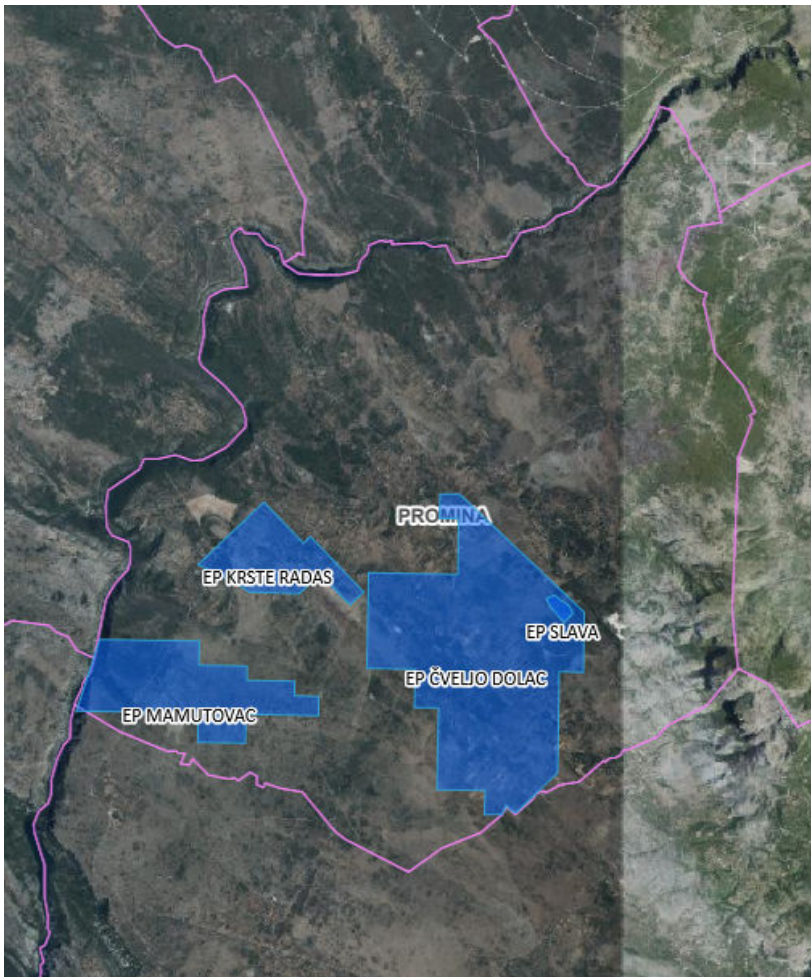 PROMINA
EP KRSTE RADAS
EP SLAVA
EP ČVELJO DOLAC
EP MAMUTOVAC